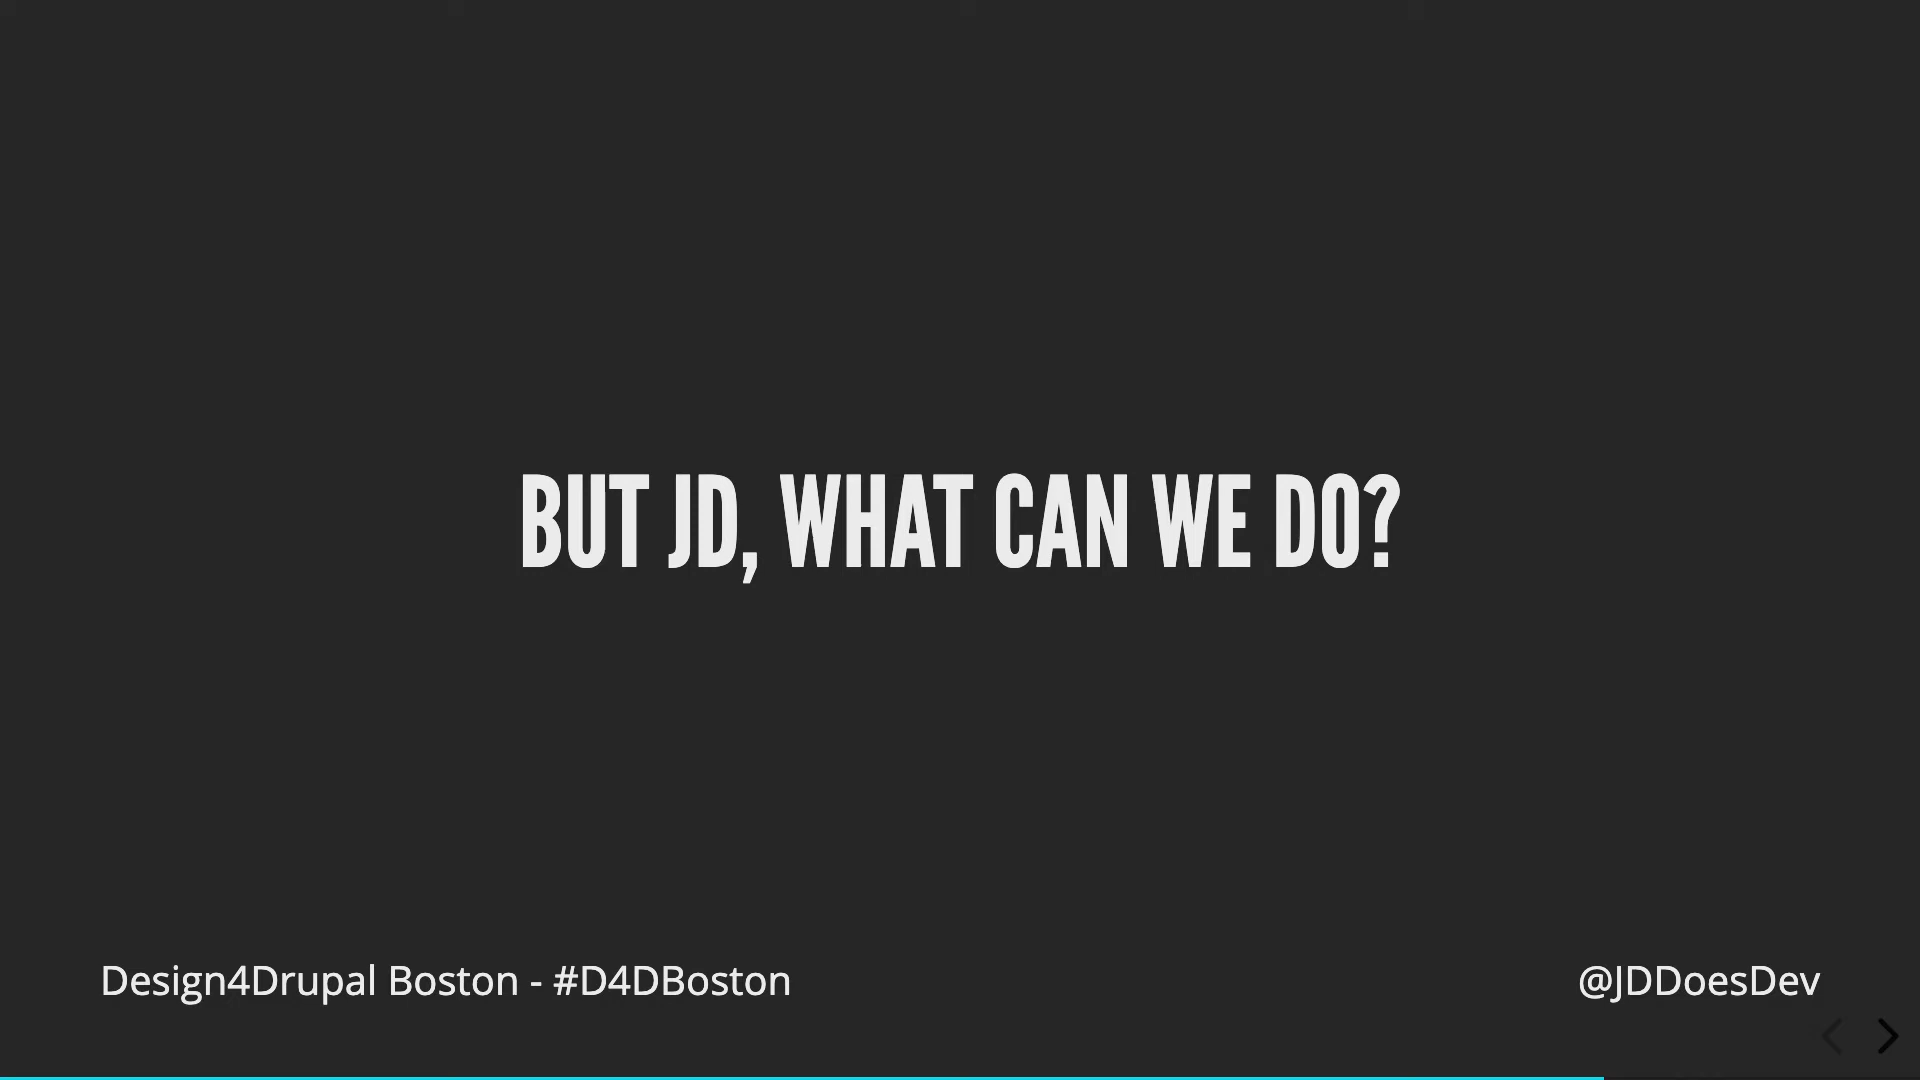 BUT JD, WHAT CAN WE DO?
Design4Drupal Boston - #D4DBoston
@JDDoesDev